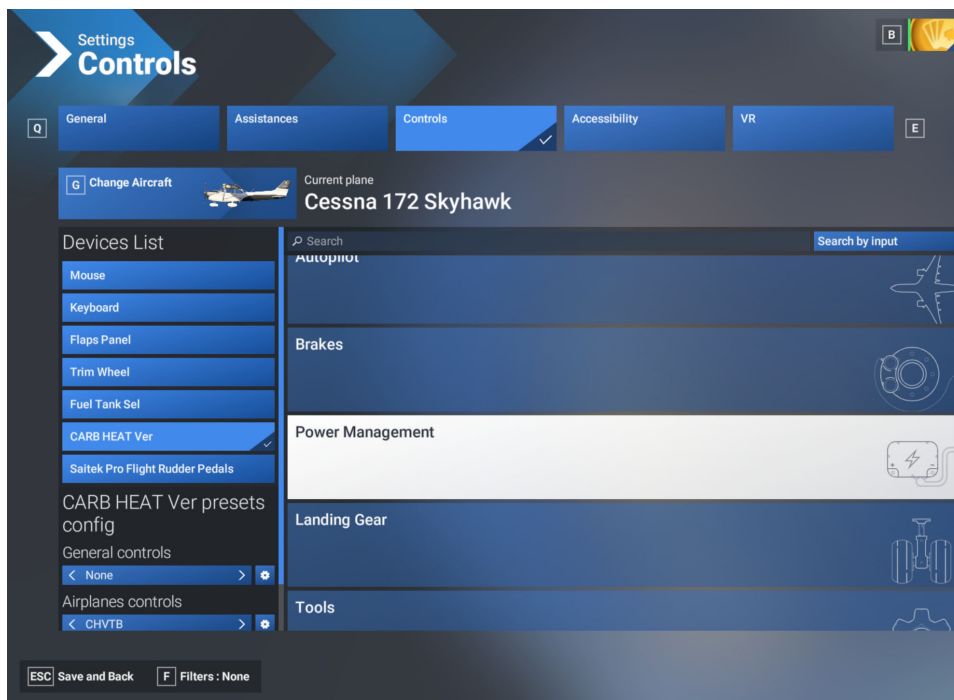 Settings
Controls
B
Q
General
Assistances
Controls
Accessibility
VR
E
G Change Aircraft
Current plane
Cessna 172 Skyhawk
Devices List
Mouse
Keyboard
Flaps Panel
Trim Wheel
Fuel Tank Sel
CARB HEAT Ver
Saitek Pro Flight Rudder Pedals
CARB HEAT Ver presets
config
General controls
None
Airplanes controls
CHVTB
Search
Search by input
Autopilot
Brakes
Power Management
Landing Gear
Tools
ESC Save and Back
F Filters : None